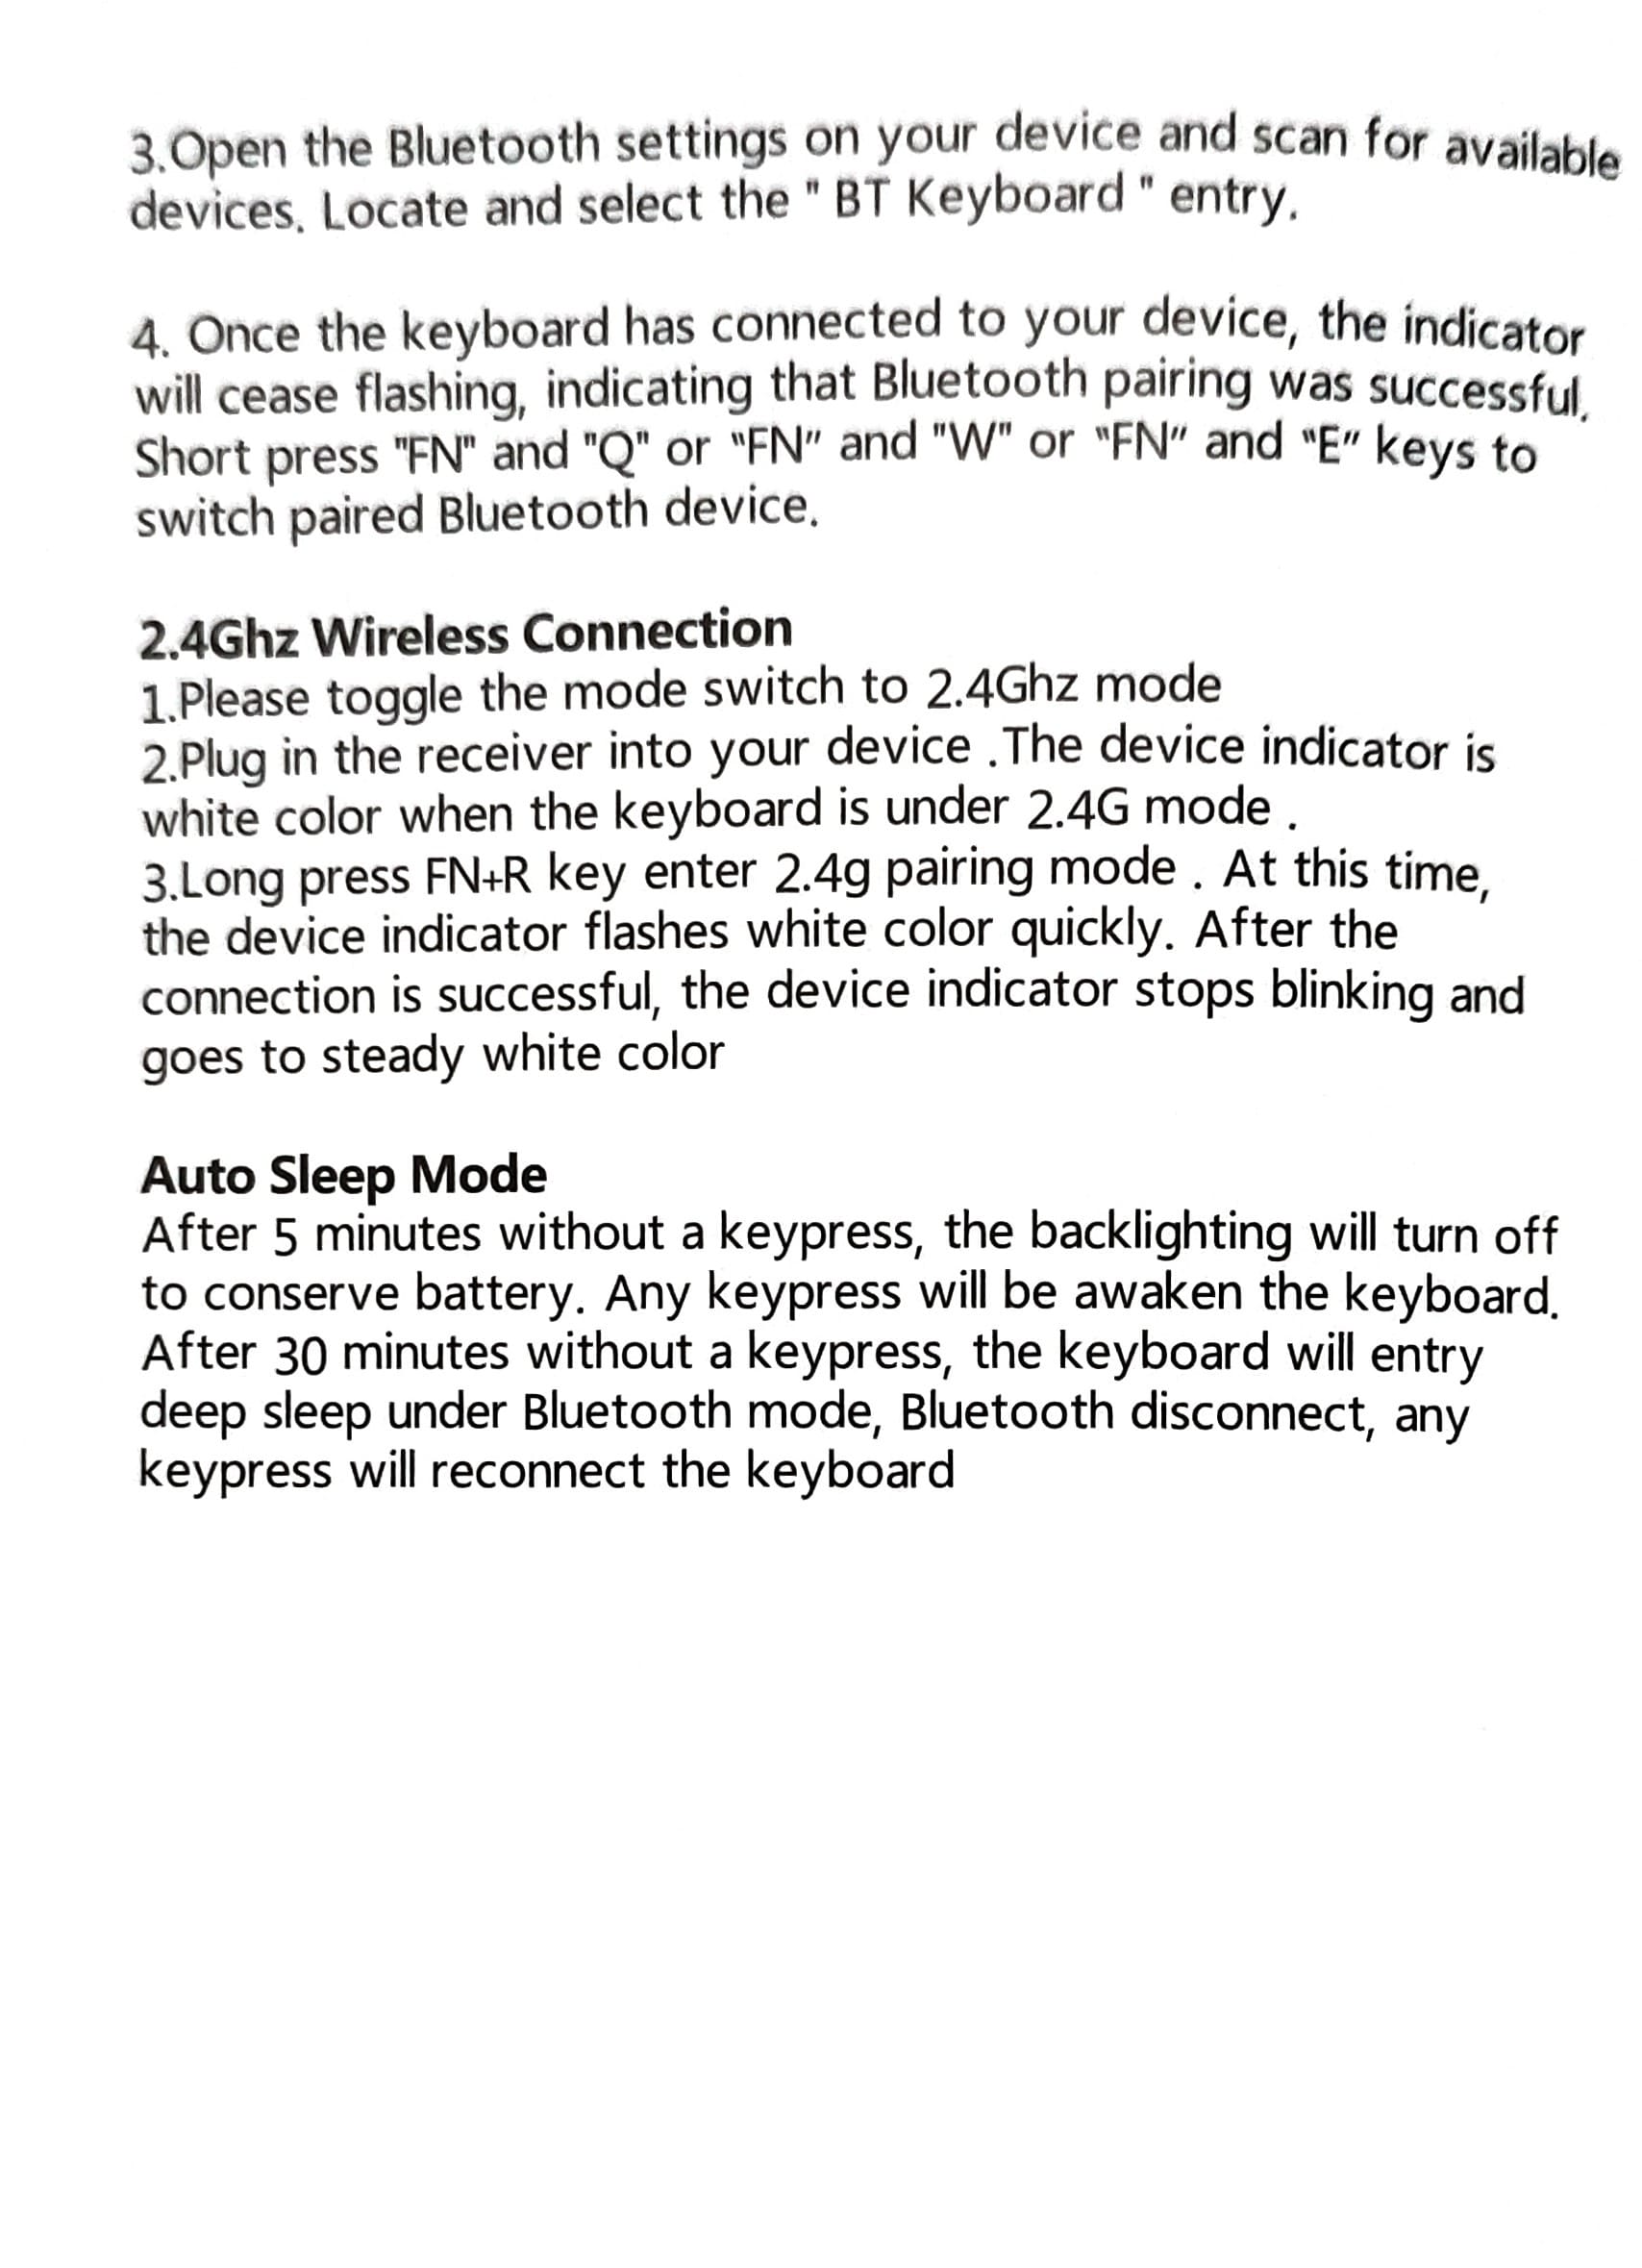 3.Open the Bluetooth settings on your device and scan for available
devices. Locate and select the " BT Keyboard " entry.
4. Once the keyboard has connected to your device, the indicator
will cease flashing, indicating that Bluetooth pairing was successful.
Short press "FN" and "Q" or “FN” and "W" or “FN” and “E” keys to
switch paired Bluetooth device.
2.4Ghz Wireless Connection
1.Please toggle the mode switch to 2.4Ghz mode
2.Plug in the receiver into your device .The device indicator is
white color when the keyboard is under 2.4G mode .
3.Long press FN+R key enter 2.4g pairing mode . At this time,
the device indicator flashes white color quickly. After the
connection is successful, the device indicator stops blinking and
goes to steady white color
Auto Sleep Mode
After 5 minutes without a keypress, the backlighting will turn off
to conserve battery. Any keypress will be awaken the keyboard.
After 30 minutes without a keypress, the keyboard will entry
deep sleep under Bluetooth mode, Bluetooth disconnect, any
keypress will reconnect the keyboard